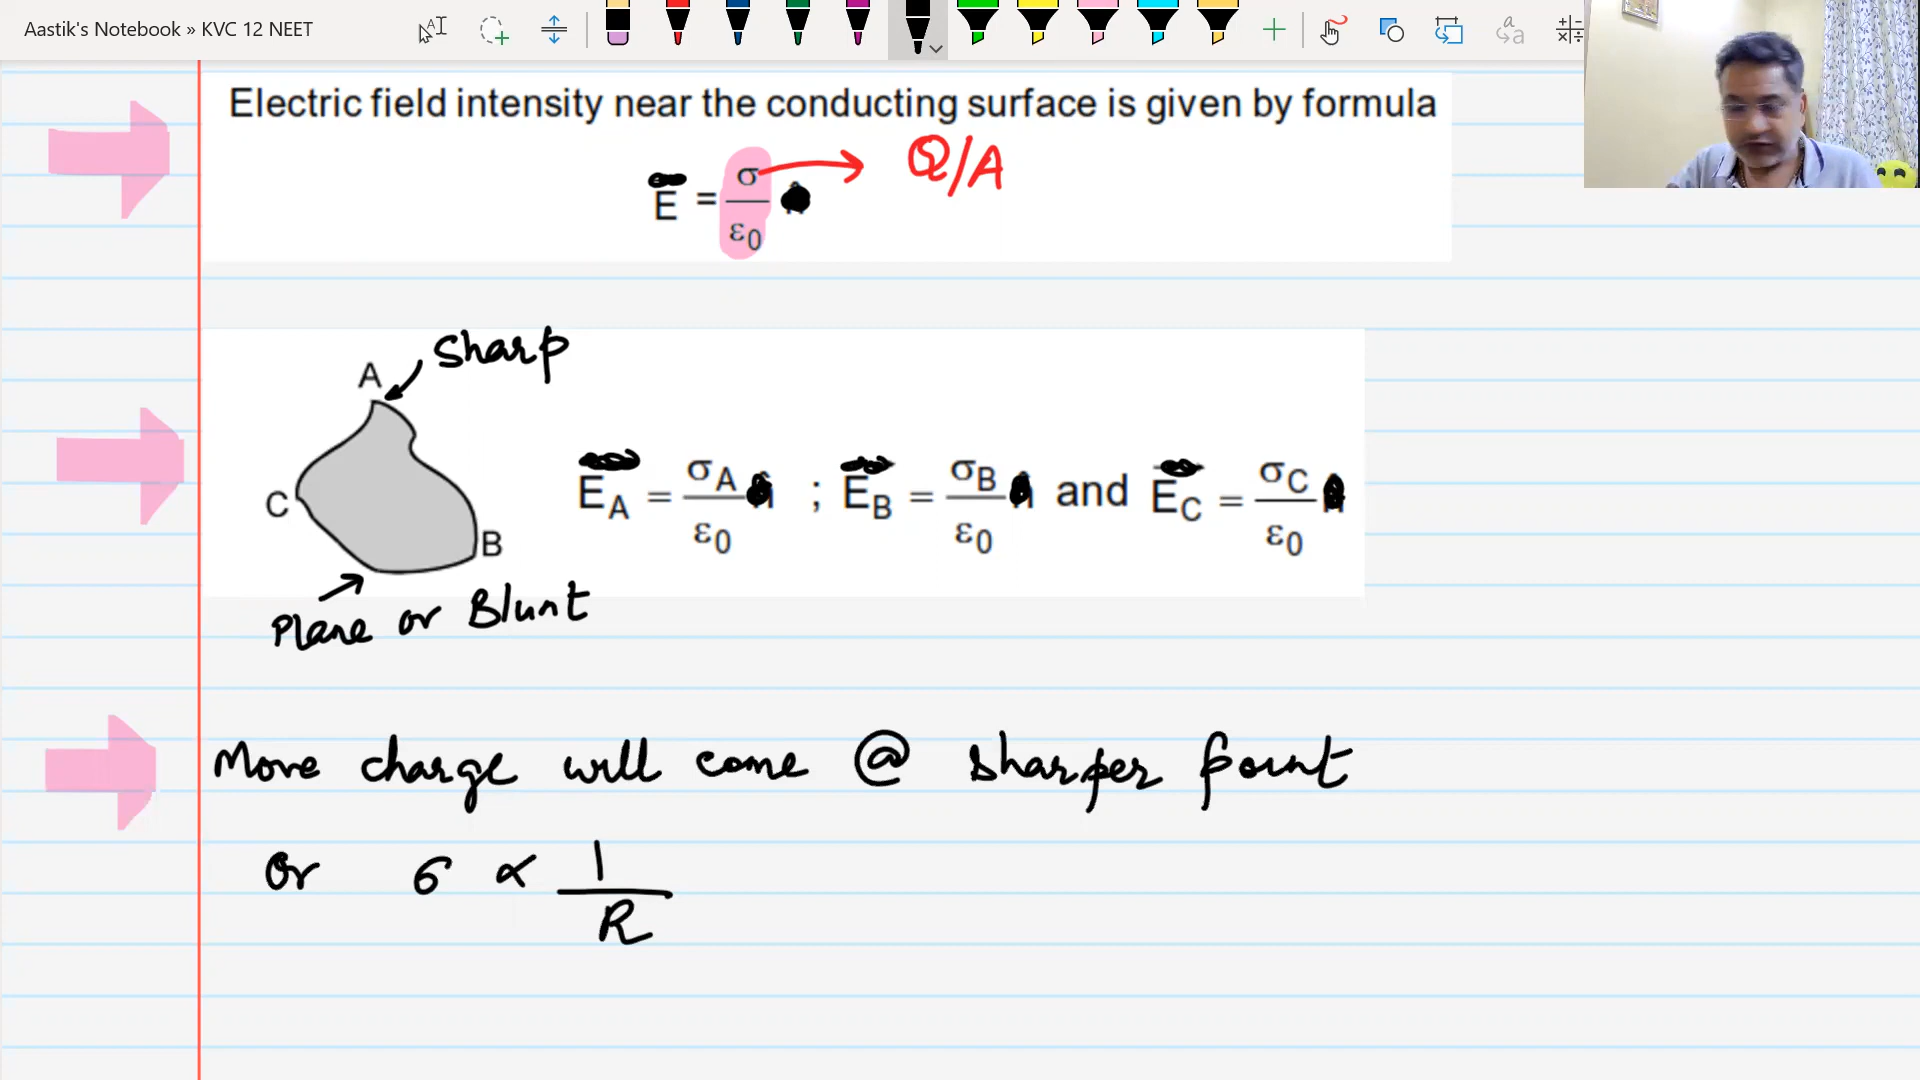 Aastik's Notebook » KVC 12 NEET
Electric field intensity near the conducting surface is given by formula
E = σ/ε0 → Q/A
Sharp
A
C
B
EA = σA/ε0 ; EB = σB/ε0 and EC = σC/ε0
Plane or Blunt
More charge will come @ sharper point
or σ ∝ 1/R